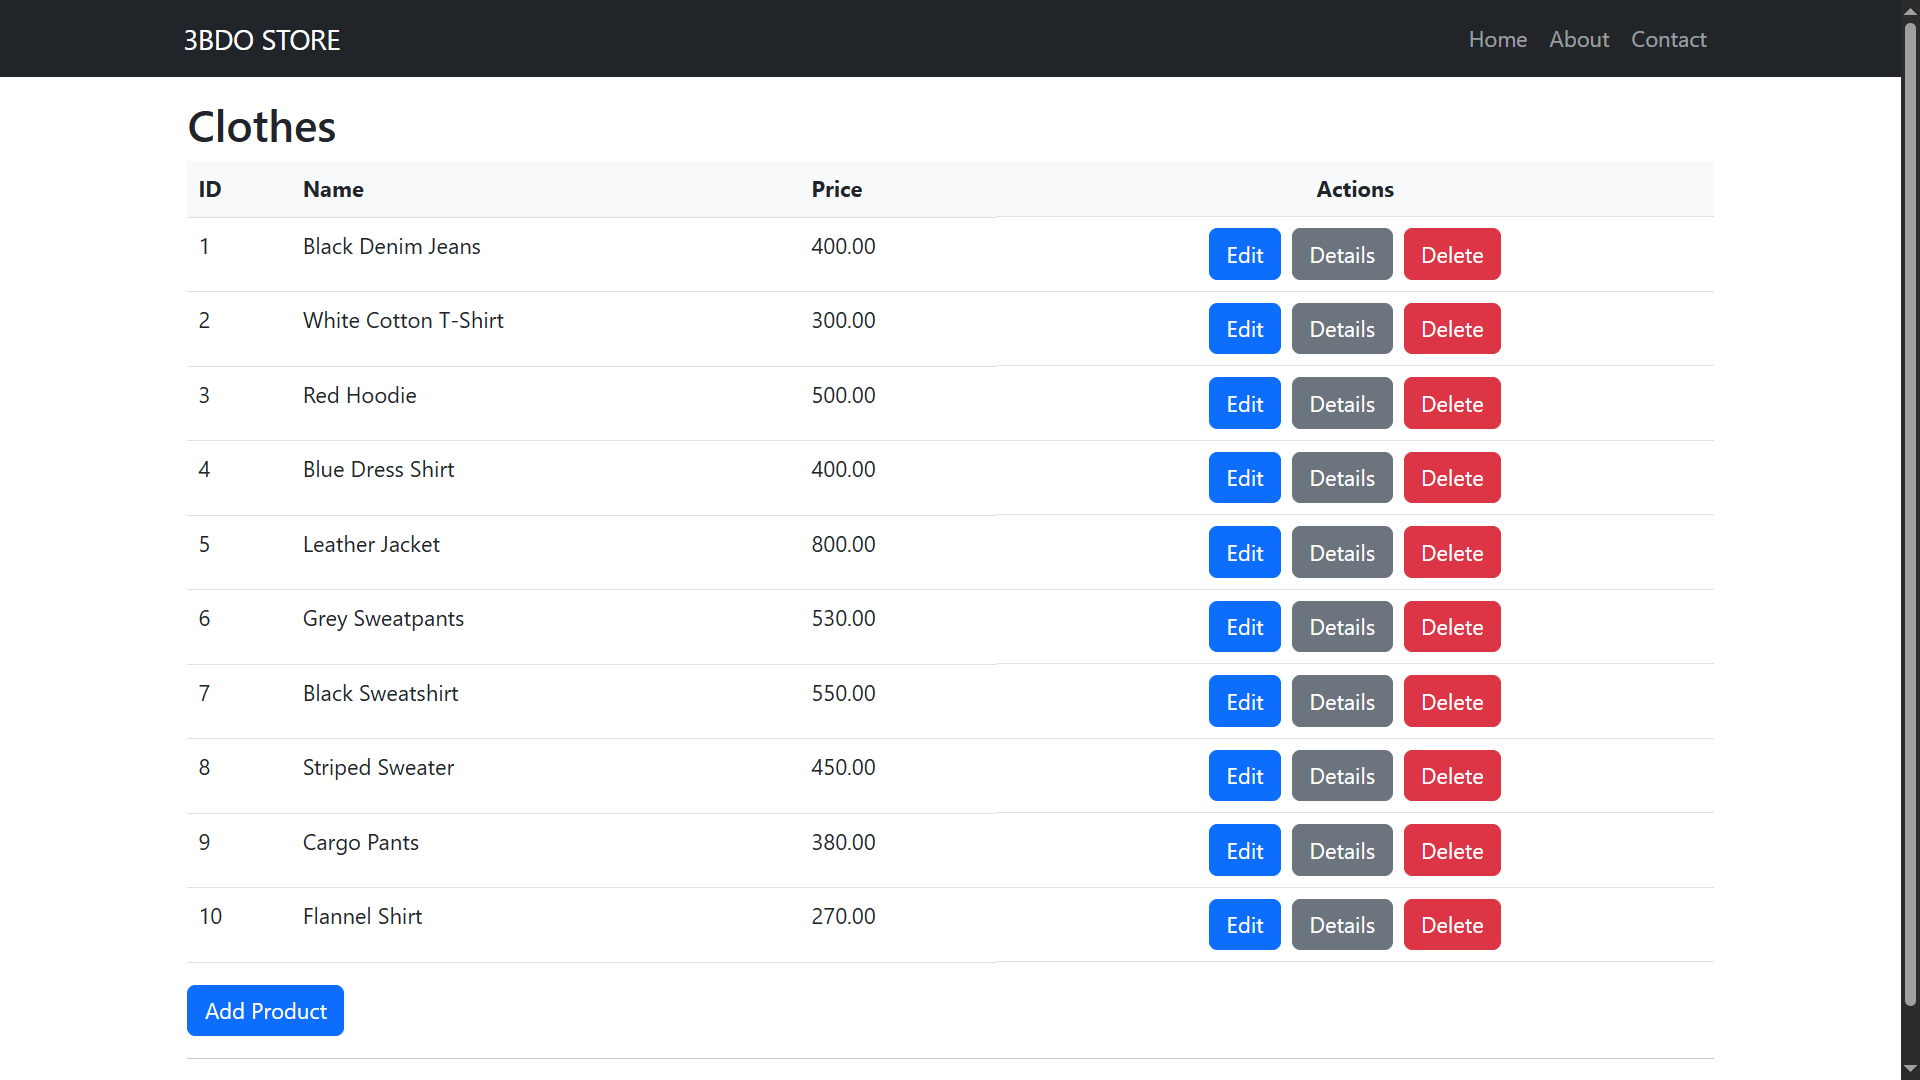 3BDO STORE Home About Contact
Clothes
ID Name Price Actions
1 Black Denim Jeans 400.00 Edit Details Delete
2 White Cotton T-Shirt 300.00 Edit Details Delete
3 Red Hoodie 500.00 Edit Details Delete
4 Blue Dress Shirt 400.00 Edit Details Delete
5 Leather Jacket 800.00 Edit Details Delete
6 Grey Sweatpants 530.00 Edit Details Delete
7 Black Sweatshirt 550.00 Edit Details Delete
8 Striped Sweater 450.00 Edit Details Delete
9 Cargo Pants 380.00 Edit Details Delete
10 Flannel Shirt 270.00 Edit Details Delete
Add Product